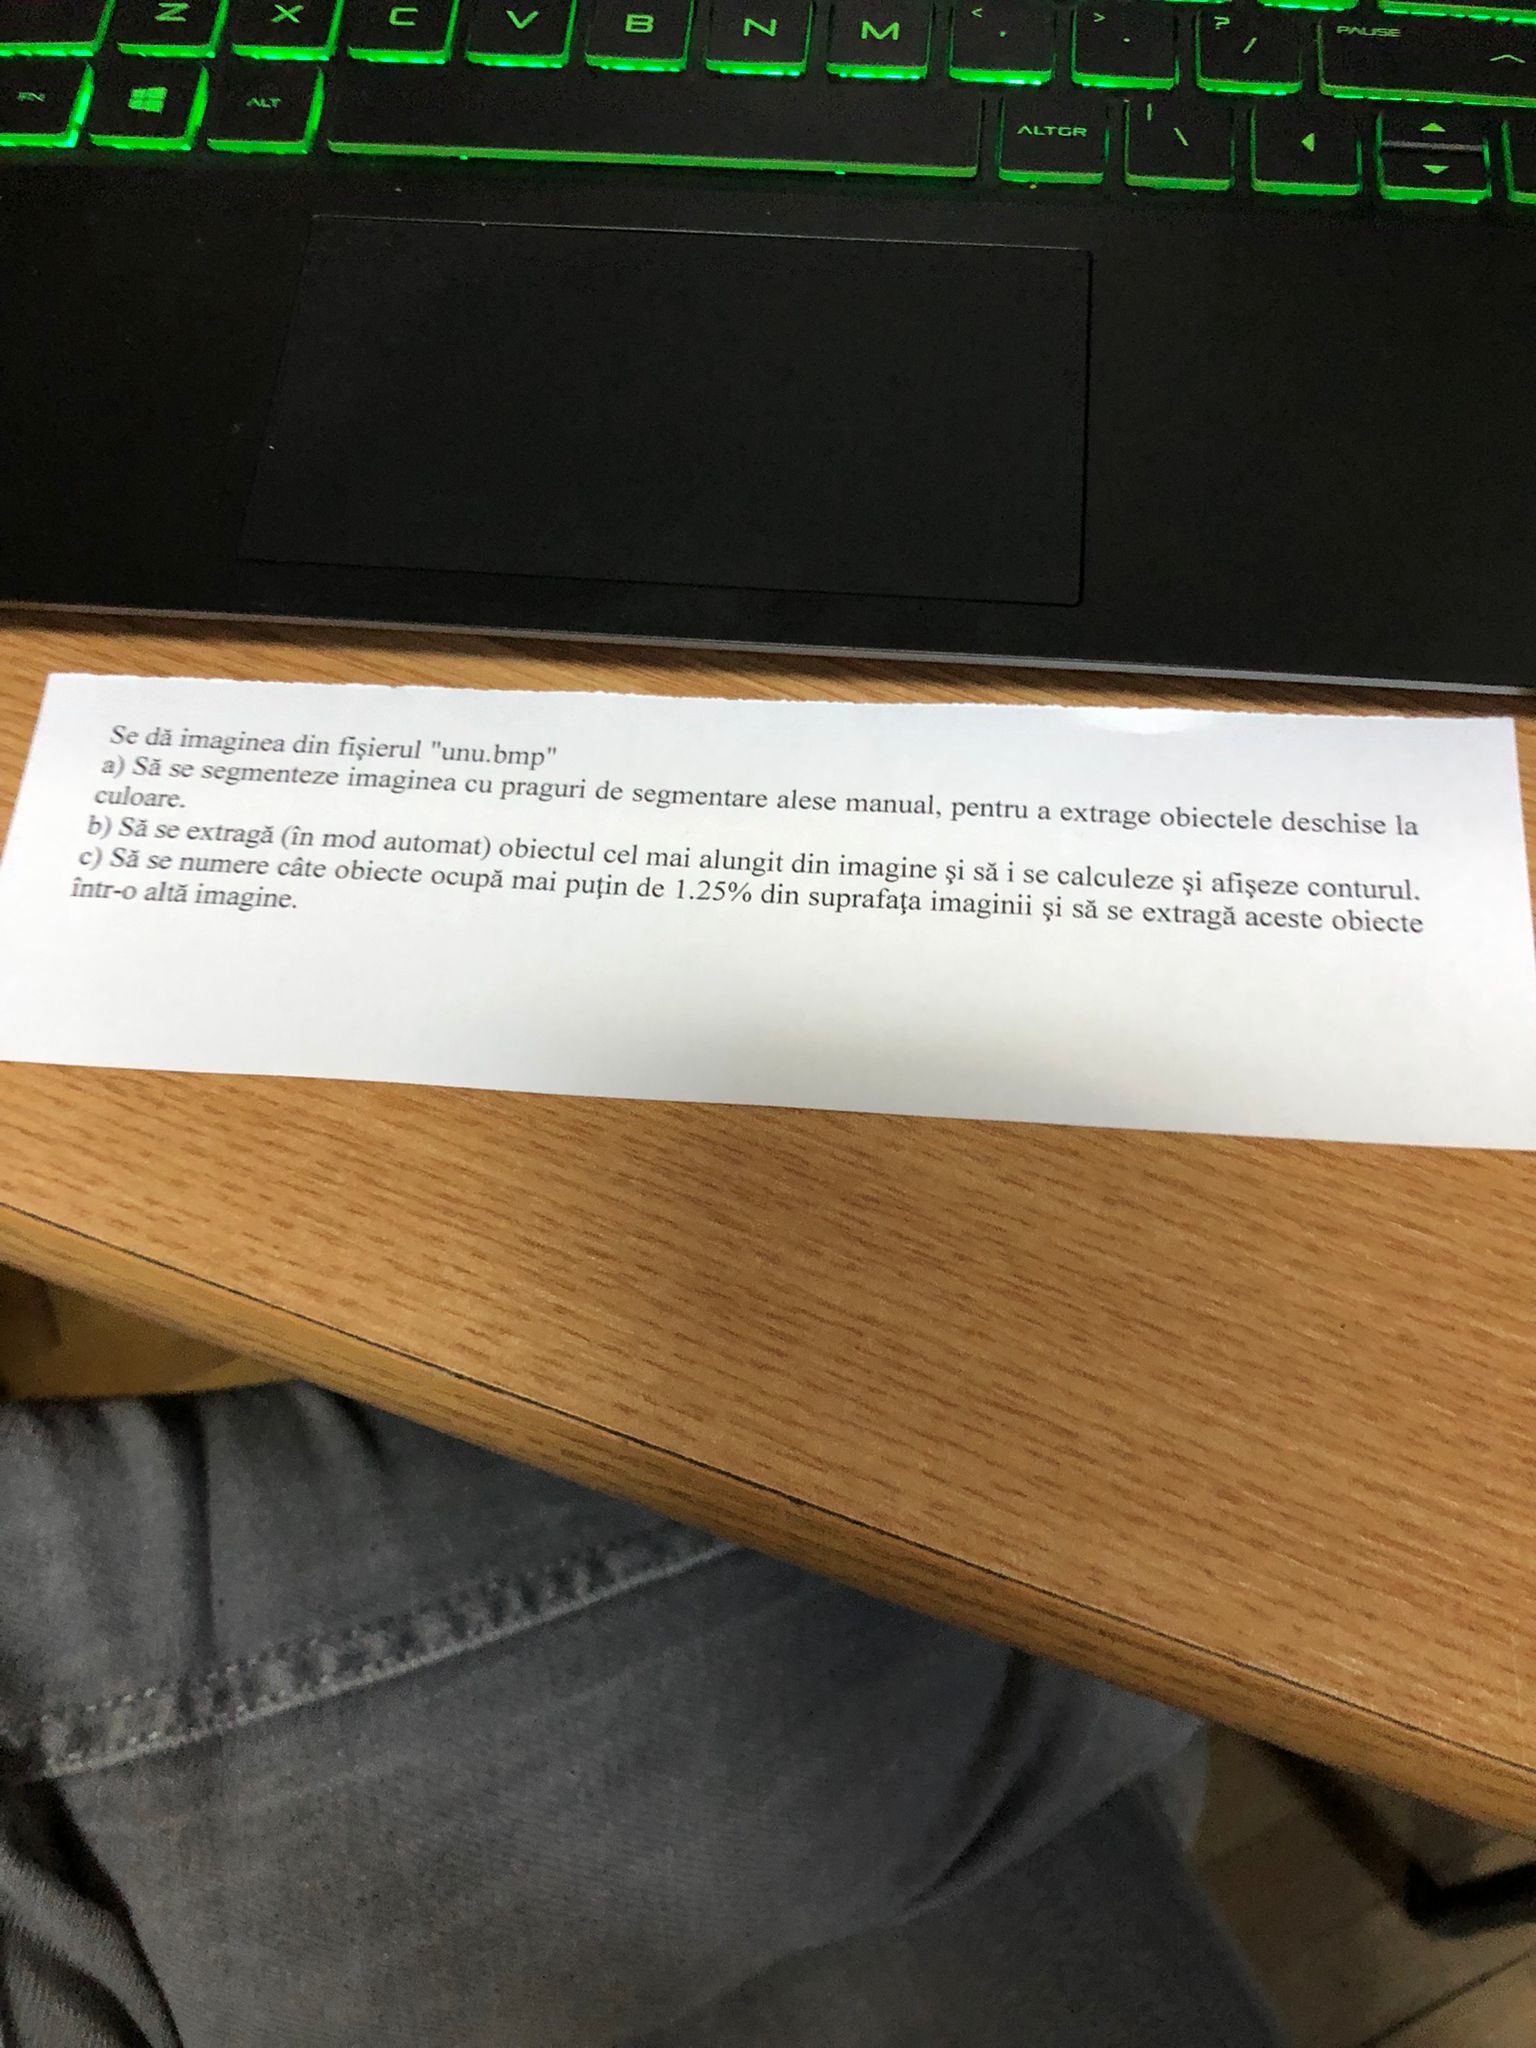 Z X C V B N M < , > . ? / PAUSE
FN ALT ALTGR | \
Se dă imaginea din fişierul "unu.bmp"
a) Să se segmenteze imaginea cu praguri de segmentare alese manual, pentru a extrage obiectele deschise la
culoare.
b) Să se extragă (în mod automat) obiectul cel mai alungit din imagine şi să i se calculeze şi afişeze conturul.
c) Să se numere câte obiecte ocupă mai puţin de 1.25% din suprafaţa imaginii şi să se extragă aceste obiecte
într-o altă imagine.